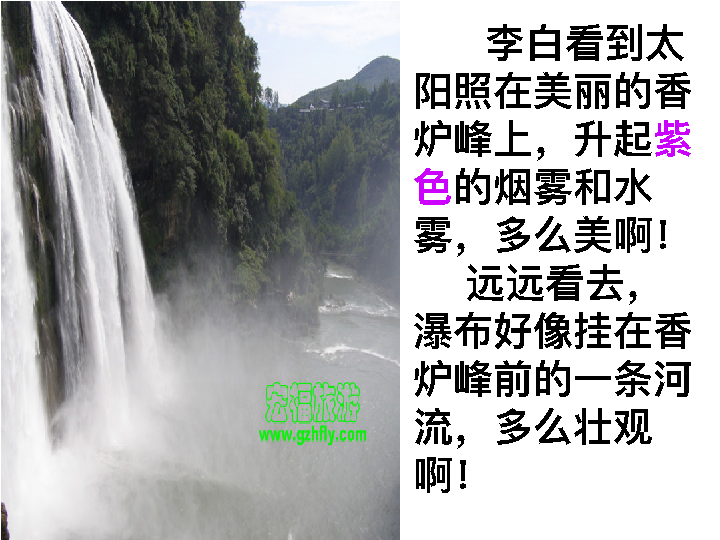 李白看到太
阳照在美丽的香
炉峰上，升起紫
色的烟雾和水
雾，多么美啊！
远远看去，
瀑布好像挂在香
炉峰前的一条河
流，多么壮观
啊！
宏福旅游
www.gzhfly.com